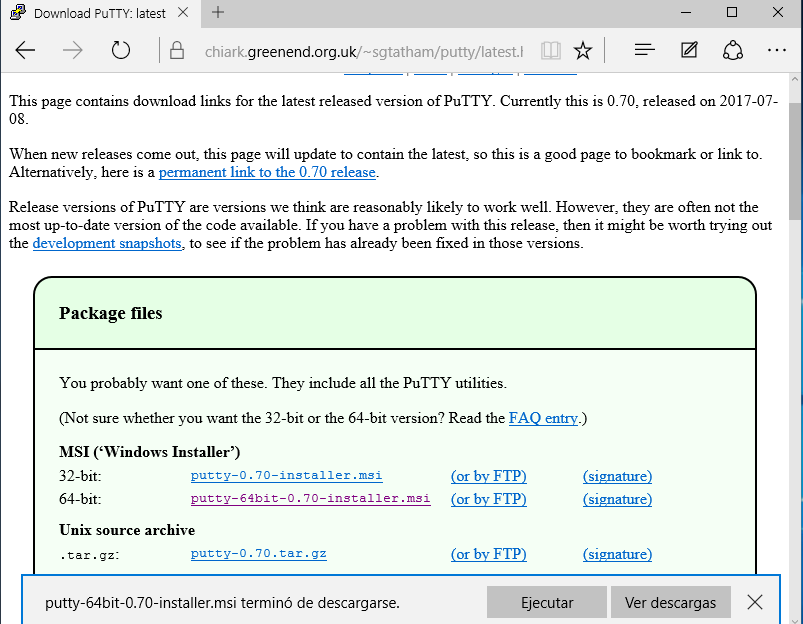 Download PuTTY: latest
chiark.greenend.org.uk/~sgtatham/putty/latest.h
This page contains download links for the latest released version of PuTTY. Currently this is 0.70, released on 2017-07-
08.
When new releases come out, this page will update to contain the latest, so this is a good page to bookmark or link to.
Alternatively, here is a permanent link to the 0.70 release.
Release versions of PuTTY are versions we think are reasonably likely to work well. However, they are often not the
most up-to-date version of the code available. If you have a problem with this release, then it might be worth trying out
the development snapshots, to see if the problem has already been fixed in those versions.
Package files
You probably want one of these. They include all the PuTTY utilities.
(Not sure whether you want the 32-bit or the 64-bit version? Read the FAQ entry.)
MSI (‘Windows Installer’)
32-bit: putty-0.70-installer.msi (or by FTP) (signature)
64-bit: putty-64bit-0.70-installer.msi (or by FTP) (signature)
Unix source archive
.tar.gz: putty-0.70.tar.gz (or by FTP) (signature)
putty-64bit-0.70-installer.msi terminó de descargarse. Ejecutar Ver descargas